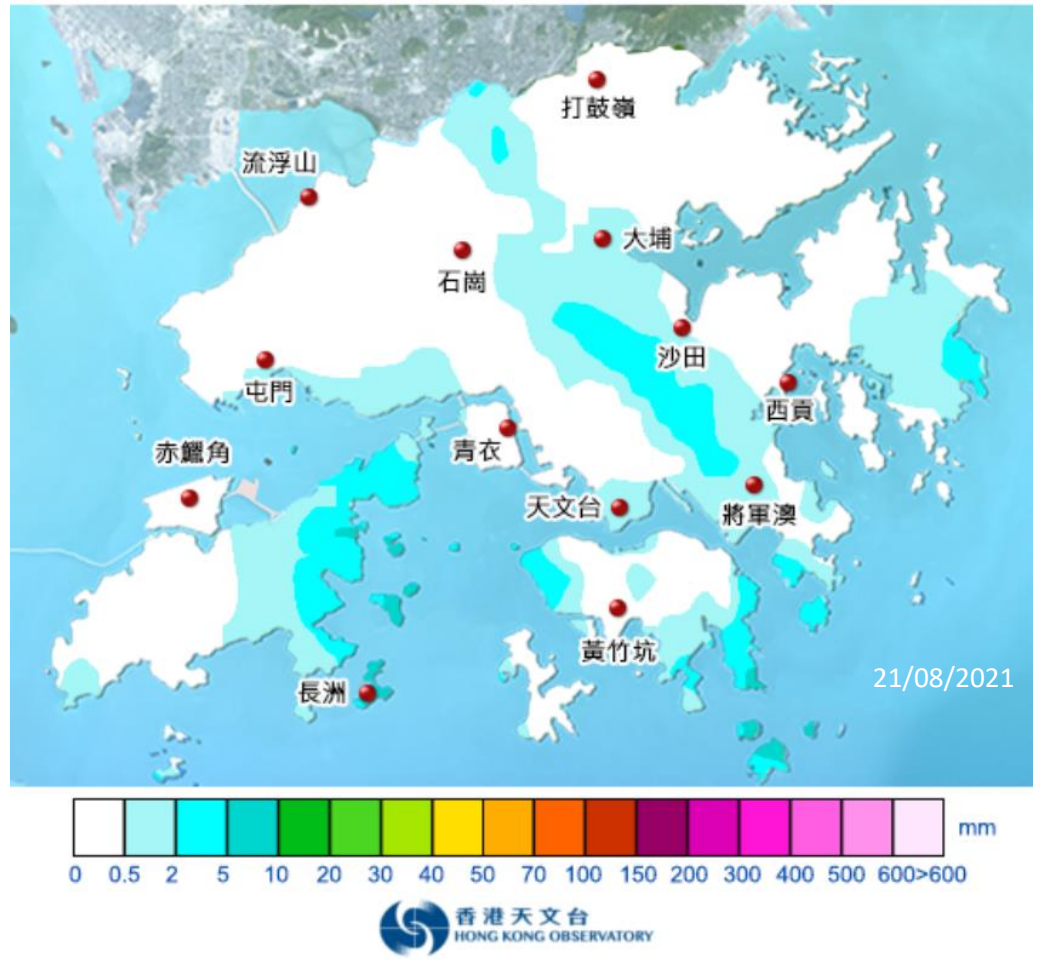 打鼓嶺
流浮山
大埔
石崗
沙田
屯門
西貢
青衣
赤鱲角
天文台
將軍澳
黃竹坑
21/08/2021
長洲
mm
0 0.5 2 5 10 20 30 40 50 70 100 150 200 300 400 500 600>600
香港天文台
HONG KONG OBSERVATORY